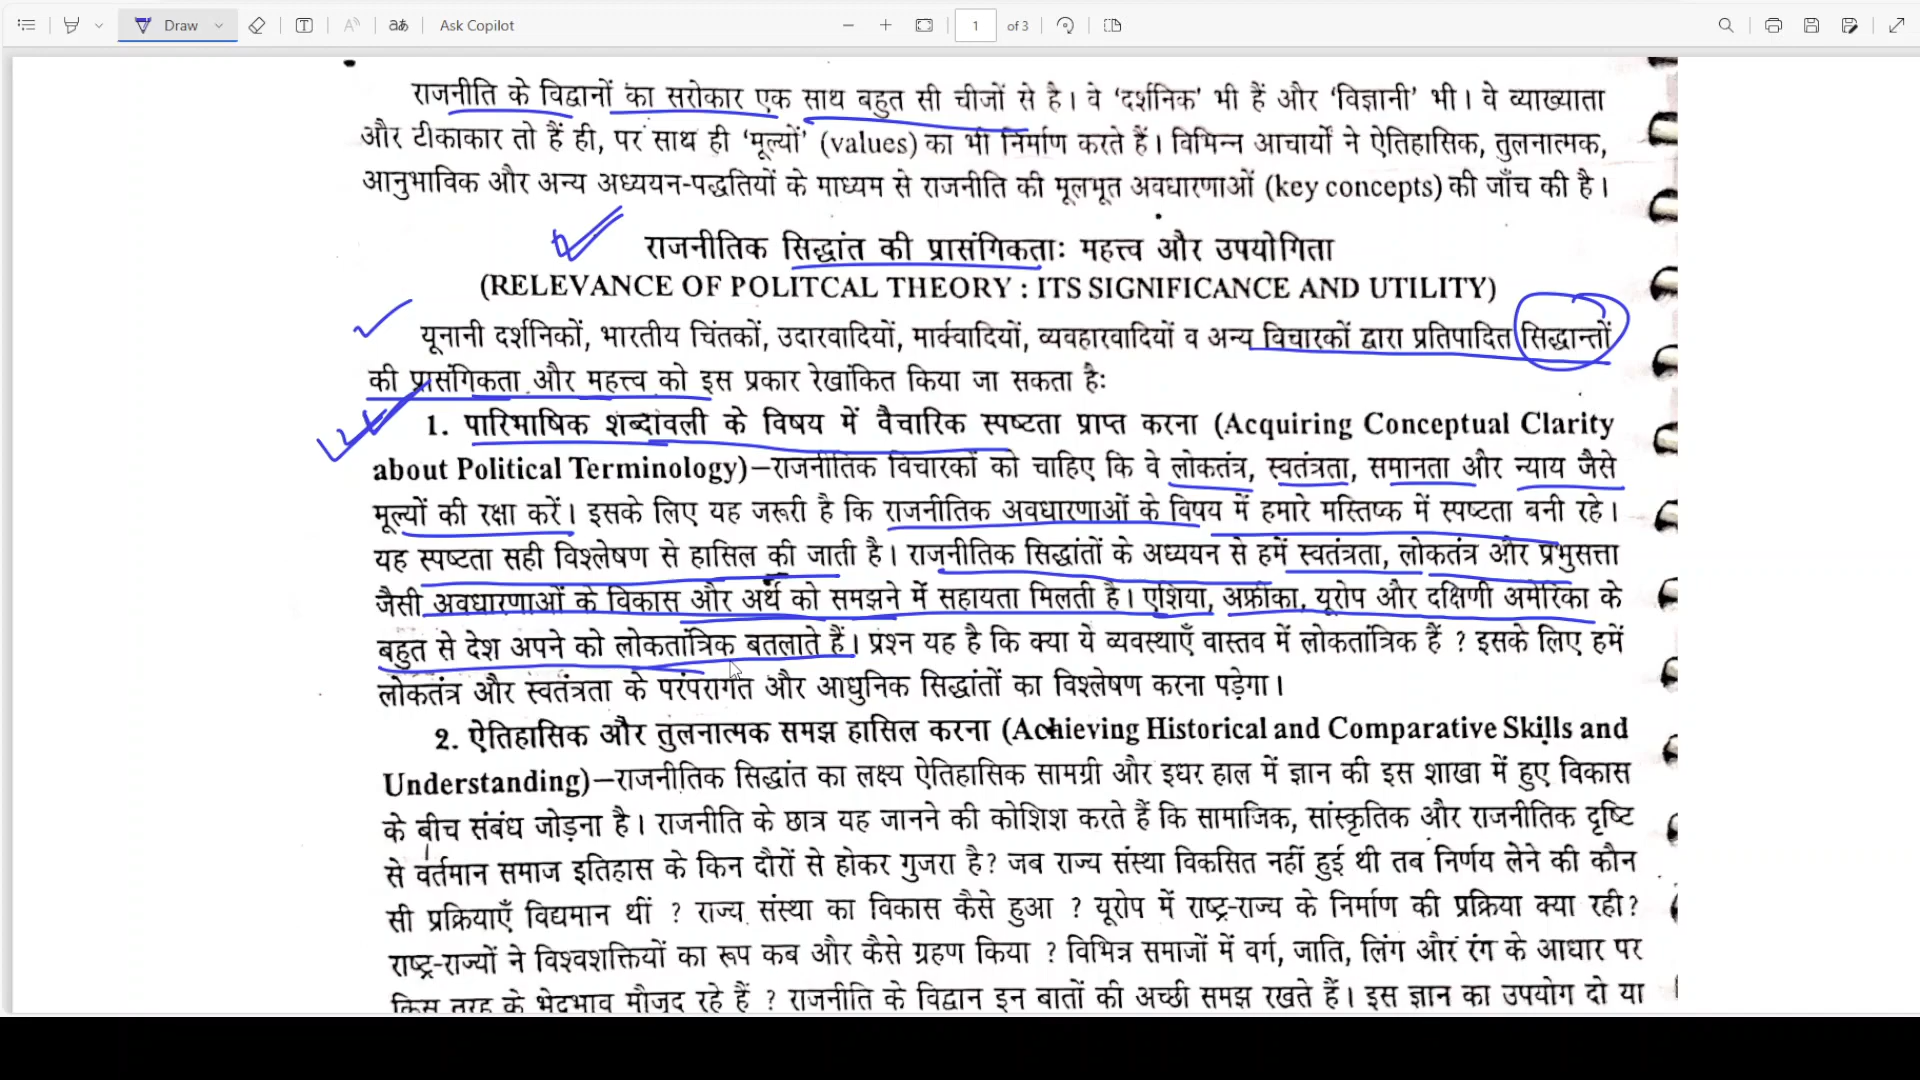 Draw
Ask Copilot
1 of 3
राजनीति के विद्वानों का सरोकार एक साथ बहुत सी चीजों से है। वे ‘दर्शनिक’ भी हैं और ‘विज्ञानी’ भी। वे व्याख्याता
और टीकाकार तो हैं ही, पर साथ ही ‘मूल्यों’ (values) का भी निर्माण करते हैं। विभिन्न आचार्यों ने ऐतिहासिक, तुलनात्मक,
आनुभाविक और अन्य अध्ययन-पद्धतियों के माध्यम से राजनीति की मूलभूत अवधारणाओं (key concepts) की जाँच की है।
राजनीतिक सिद्धांत की प्रासंगिकताः महत्त्व और उपयोगिता
(RELEVANCE OF POLITCAL THEORY : ITS SIGNIFICANCE AND UTILITY)
यूनानी दर्शनिकों, भारतीय चिंतकों, उदारवादियों, मार्क्वादियों, व्यवहारवादियों व अन्य विचारकों द्वारा प्रतिपादित सिद्धान्तों
की प्रासंगिकता और महत्त्व को इस प्रकार रेखांकित किया जा सकता हैः
1. पारिभाषिक शब्दावली के विषय में वैचारिक स्पष्टता प्राप्त करना (Acquiring Conceptual Clarity
about Political Terminology)–राजनीतिक विचारकों को चाहिए कि वे लोकतंत्र, स्वतंत्रता, समानता और न्याय जैसे
मूल्यों की रक्षा करें। इसके लिए यह जरूरी है कि राजनीतिक अवधारणाओं के विषय में हमारे मस्तिष्क में स्पष्टता बनी रहे।
यह स्पष्टता सही विश्लेषण से हासिल की जाती है। राजनीतिक सिद्धांतों के अध्ययन से हमें स्वतंत्रता, लोकतंत्र और प्रभुसत्ता
जैसी अवधारणाओं के विकास और अर्थ को समझने में सहायता मिलती है। एशिया, अफ्रीका, यूरोप और दक्षिणी अमेरिका के
बहुत से देश अपने को लोकतांत्रिक बतलाते हैं। प्रश्न यह है कि क्या ये व्यवस्थाएँ वास्तव में लोकतांत्रिक हैं ? इसके लिए हमें
लोकतंत्र और स्वतंत्रता के परंपरागत और आधुनिक सिद्धांतों का विश्लेषण करना पड़ेगा।
2. ऐतिहासिक और तुलनात्मक समझ हासिल करना (Achieving Historical and Comparative Skills and
Understanding)–राजनीतिक सिद्धांत का लक्ष्य ऐतिहासिक सामग्री और इधर हाल में ज्ञान की इस शाखा में हुए विकास
के बीच संबंध जोड़ना है। राजनीति के छात्र यह जानने की कोशिश करते हैं कि सामाजिक, सांस्कृतिक और राजनीतिक दृष्टि
से वर्तमान समाज इतिहास के किन दौरों से होकर गुजरा है? जब राज्य संस्था विकसित नहीं हुई थी तब निर्णय लेने की कौन
सी प्रक्रियाएँ विद्यमान थीं ? राज्य संस्था का विकास कैसे हुआ ? यूरोप में राष्ट्र-राज्य के निर्माण की प्रक्रिया क्या रही?
राष्ट्र-राज्यों ने विश्वशक्तियों का रूप कब और कैसे ग्रहण किया ? विभिन्न समाजों में वर्ग, जाति, लिंग और रंग के आधार पर
किस तरह के भेदभाव मौजूद रहे हैं ? राजनीति के विद्वान इन बातों की अच्छी समझ रखते हैं। इस ज्ञान का उपयोग दो या